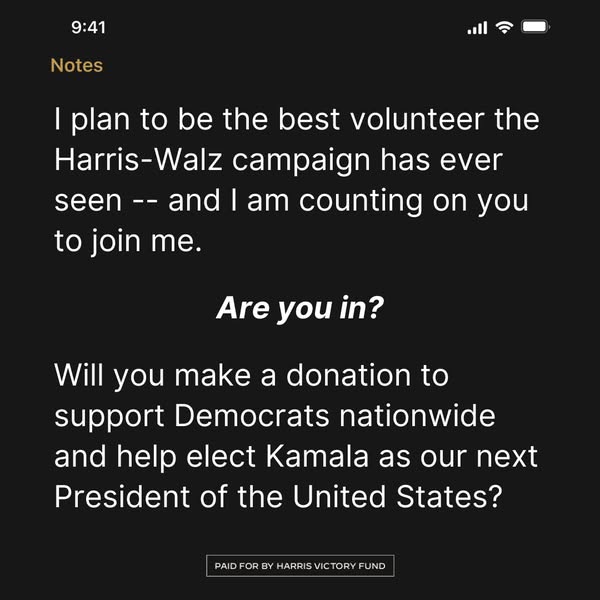 9:41
Notes
I plan to be the best volunteer the
Harris-Walz campaign has ever
seen -- and I am counting on you
to join me.
Are you in?
Will you make a donation to
support Democrats nationwide
and help elect Kamala as our next
President of the United States?
PAID FOR BY HARRIS VICTORY FUND